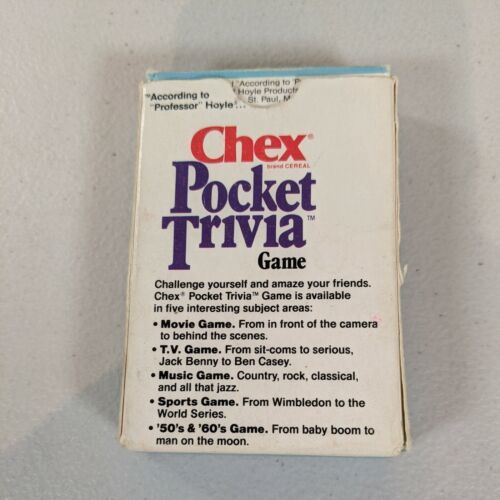 "According to 'P
"According to
Hoyle Products
"Professor" Hoyle...
St. Paul, M
Chex®
brand CEREAL
Pocket
Trivia™
Game
Challenge yourself and amaze your friends.
Chex® Pocket Trivia™ Game is available
in five interesting subject areas:
• Movie Game. From in front of the camera
to behind the scenes.
• T.V. Game. From sit-coms to serious,
Jack Benny to Ben Casey.
• Music Game. Country, rock, classical,
and all that jazz.
• Sports Game. From Wimbledon to the
World Series.
• '50's & '60's Game. From baby boom to
man on the moon.